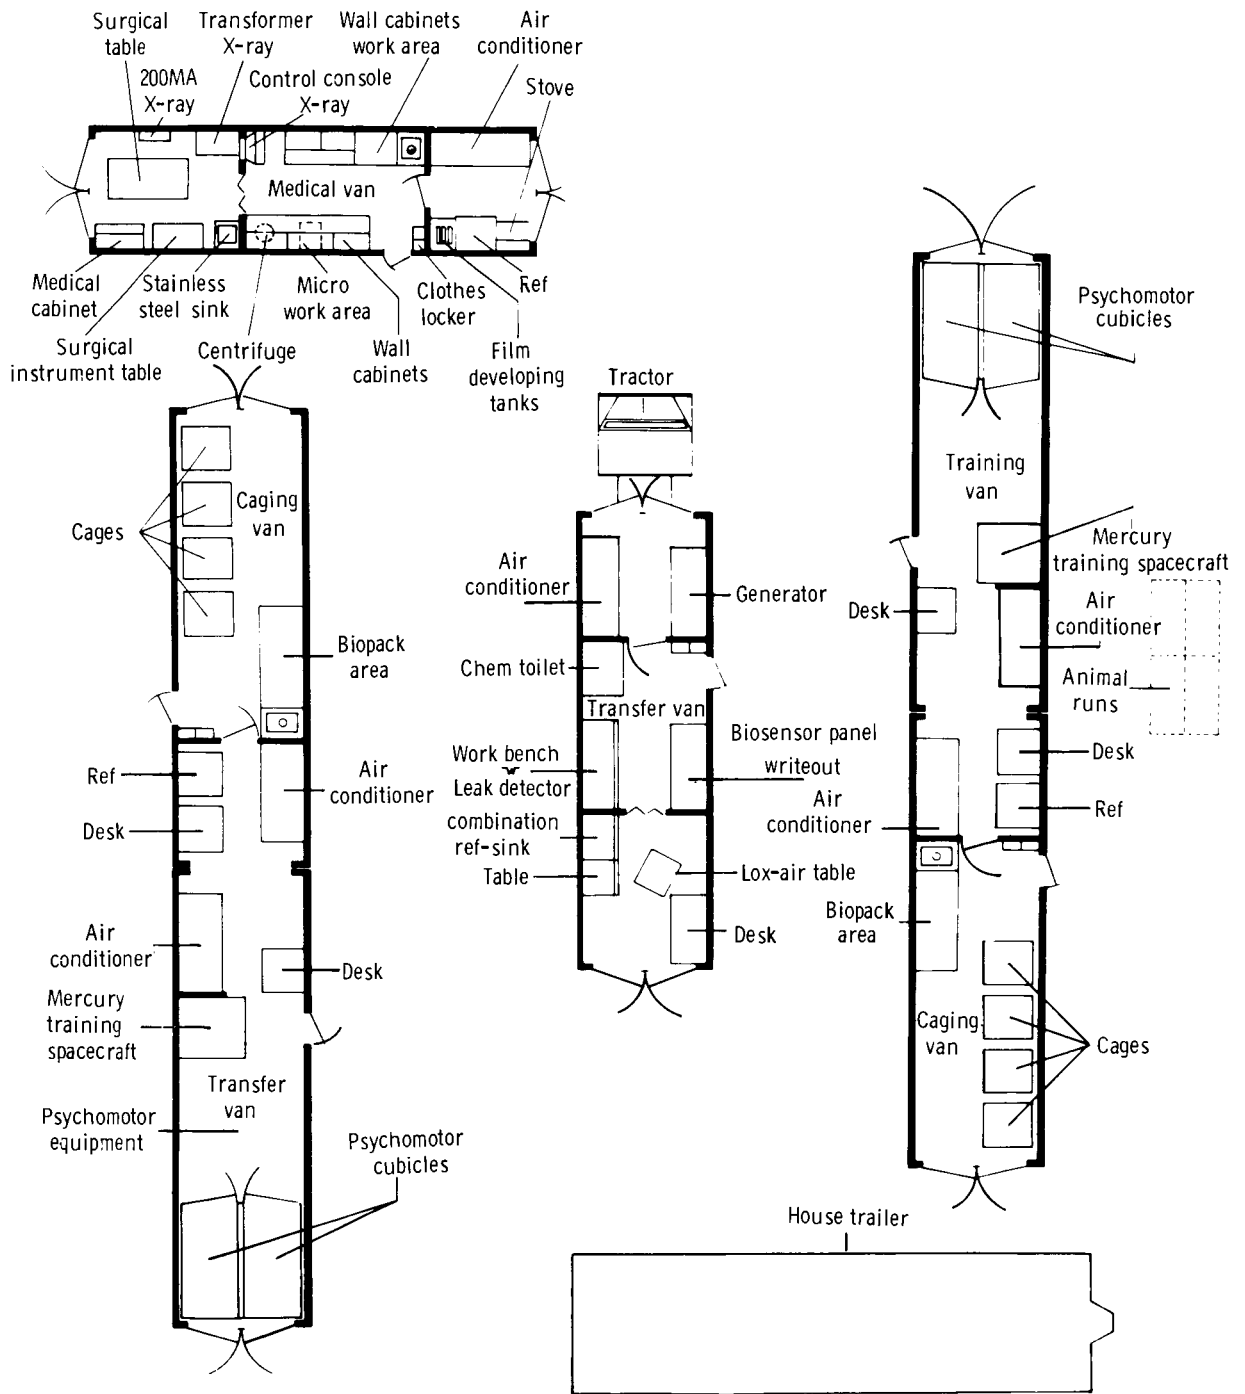 Surgical
table
Transformer
X-ray
Wall cabinets
work area
Air
conditioner
200MA
X-ray
Control console
X-ray
Stove
Medical van
Medical
cabinet
Stainless
steel sink
Micro
work area
Clothes
locker
Ref
Surgical
instrument table
Centrifuge
Wall
cabinets
Film
developing
tanks
Cages
Caging
van
Biopack
area
Ref
Air
conditioner
Desk
Air
conditioner
Desk
Mercury
training
spacecraft
Transfer
van
Psychomotor
equipment
Psychomotor
cubicles
Tractor
Air
conditioner
Generator
Chem toilet
Transfer van
Work bench
w
Leak detector
Biosensor panel
writeout
combination
ref-sink
Table
Lox-air table
Desk
Psychomotor
cubicles
Training
van
Mercury
training spacecraft
Desk
Air
conditioner
Animal
runs
Desk
Air
conditioner
Ref
Biopack
area
Caging
van
Cages
House trailer